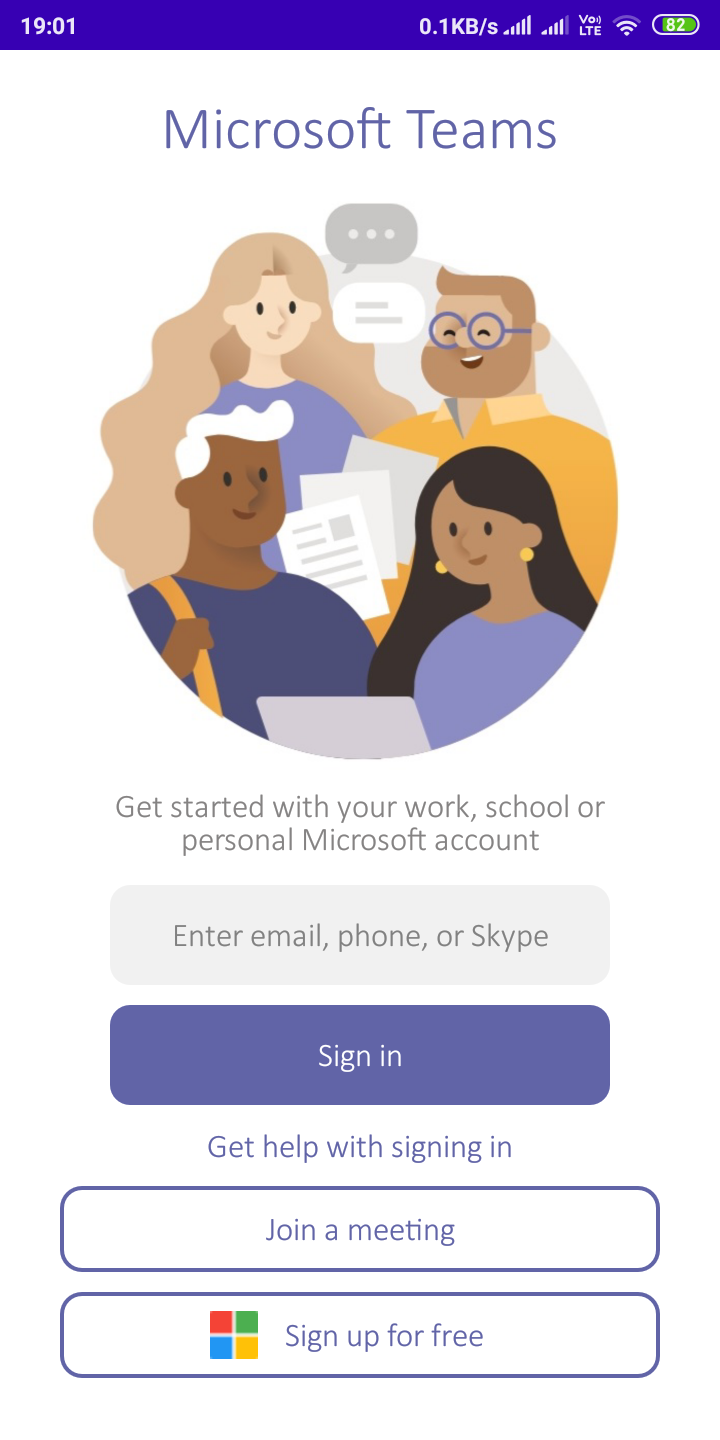 19:01 0.1KB/s Vo LTE 82
Microsoft Teams
Get started with your work, school or
personal Microsoft account
Enter email, phone, or Skype
Sign in
Get help with signing in
Join a meeting
Sign up for free